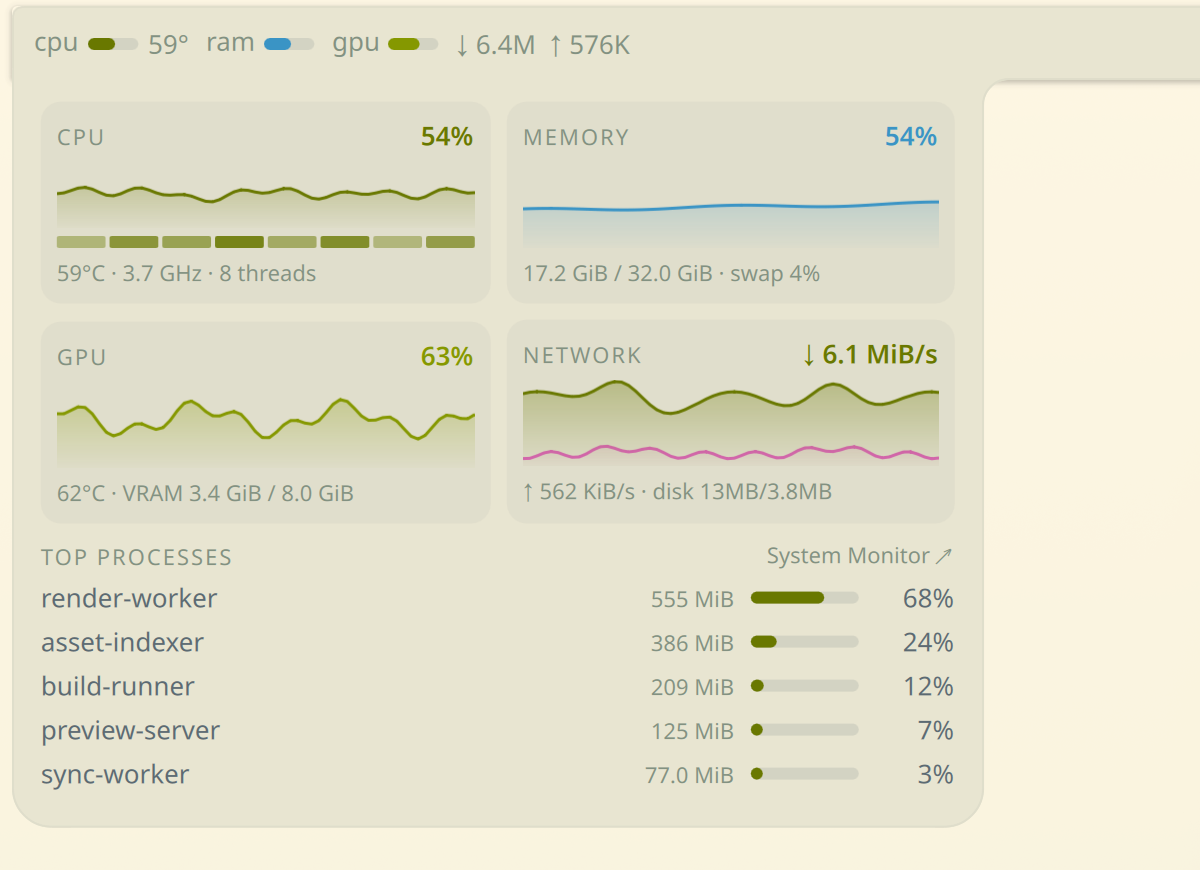 cpu 59° ram gpu ↓ 6.4M ↑ 576K
CPU 54%
59°C · 3.7 GHz · 8 threads
MEMORY 54%
17.2 GiB / 32.0 GiB · swap 4%
GPU 63%
62°C · VRAM 3.4 GiB / 8.0 GiB
NETWORK ↓ 6.1 MiB/s
↑ 562 KiB/s · disk 13MB/3.8MB
TOP PROCESSES System Monitor ↗
render-worker 555 MiB 68%
asset-indexer 386 MiB 24%
build-runner 209 MiB 12%
preview-server 125 MiB 7%
sync-worker 77.0 MiB 3%